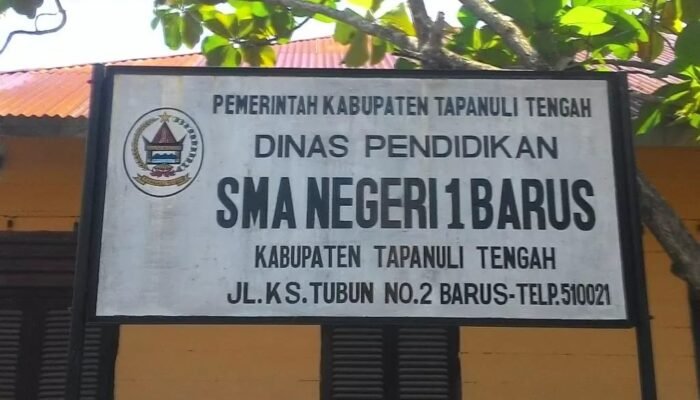 PEMERINTAH KABUPATEN TAPANULI TENGAH
DINAS PENDIDIKAN
SMA NEGERI 1 BARUS
KABUPATEN TAPANULI TENGAH
JL.KS.TUBUN NO.2 BARUS-TELP.510021